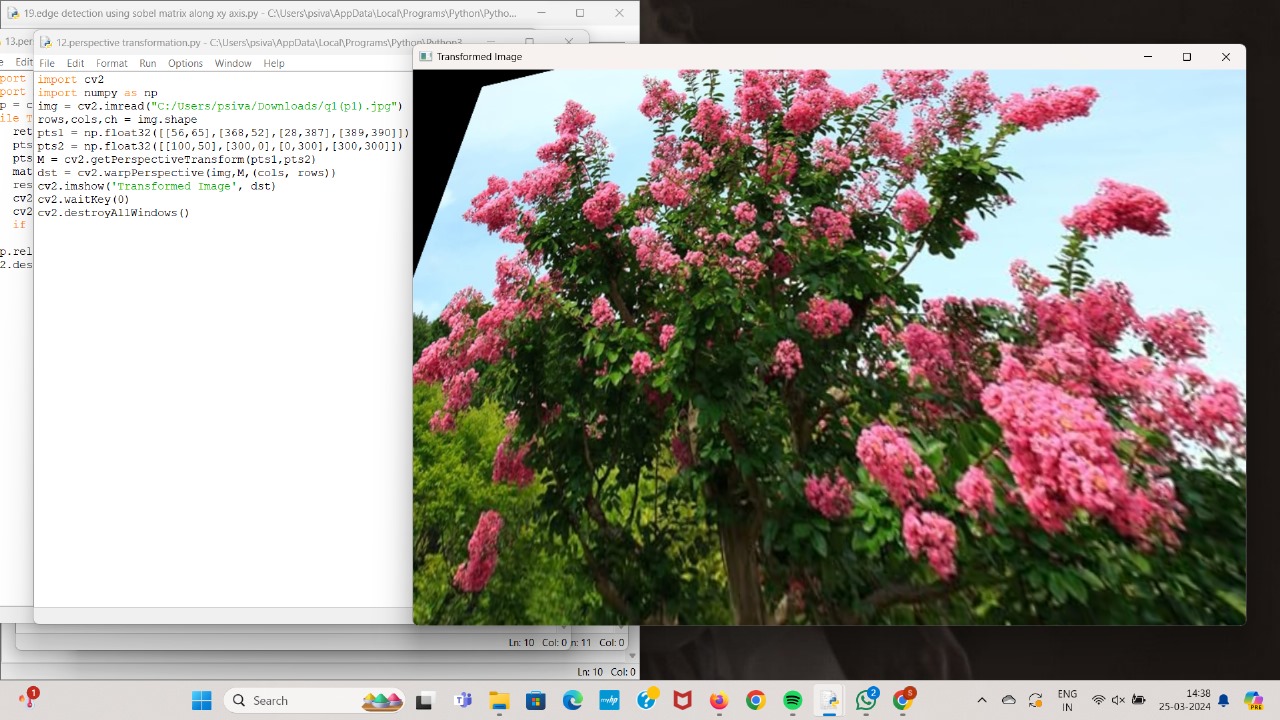 19.edge detection using sobel matrix along xy axis.py - C:\Users\psiva\AppData\Local\Programs\Python\Pytho...
13.per
12.perspective transformation.py - C:\Users\psiva\AppData\Local\Programs\Python\Python3
Edit
File Edit Format Run Options Window Help
port
port
p = c
ile T
ret
pts
pts
mat
res
cv2
cv2
if
p.rel
2.des
import cv2
import numpy as np
img = cv2.imread("C:/Users/psiva/Downloads/q1(p1).jpg")
rows,cols,ch = img.shape
pts1 = np.float32([[56,65],[368,52],[28,387],[389,390]])
pts2 = np.float32([[100,50],[300,0],[0,300],[300,300]])
M = cv2.getPerspectiveTransform(pts1,pts2)
dst = cv2.warpPerspective(img,M,(cols, rows))
cv2.imshow('Transformed Image', dst)
cv2.waitKey(0)
cv2.destroyAllWindows()
Transformed Image
Ln: 10 Col: 0
n: 11 Col: 0
Ln: 10 Col: 0
1
Search
myhp
2
S
ENG
IN
14:38
25-03-2024
PRE